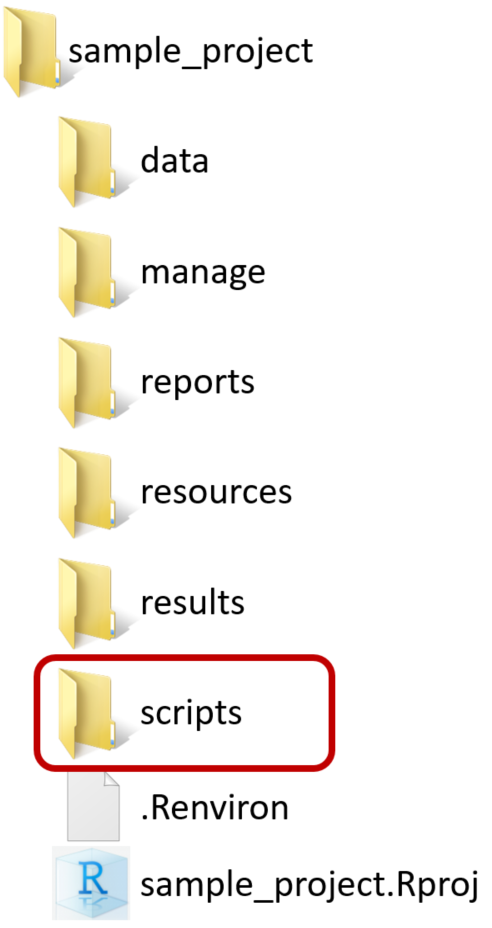 sample_project
data
manage
reports
resources
results
scripts
.Renviron
R
sample_project.Rproj